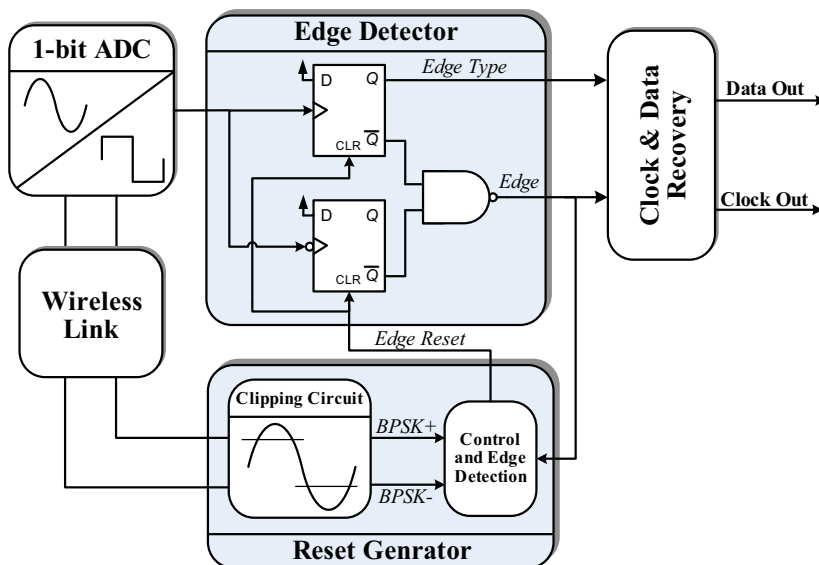 Edge Detector
1-bit ADC
D
Q
Edge Type
CLR
Q
Edge
D
Q
CLR
Q
Clock & Data
Recovery
Data Out
Clock Out
Wireless
Link
Edge Reset
Clipping Circuit
BPSK+
BPSK-
Control
and Edge
Detection
Reset Genrator